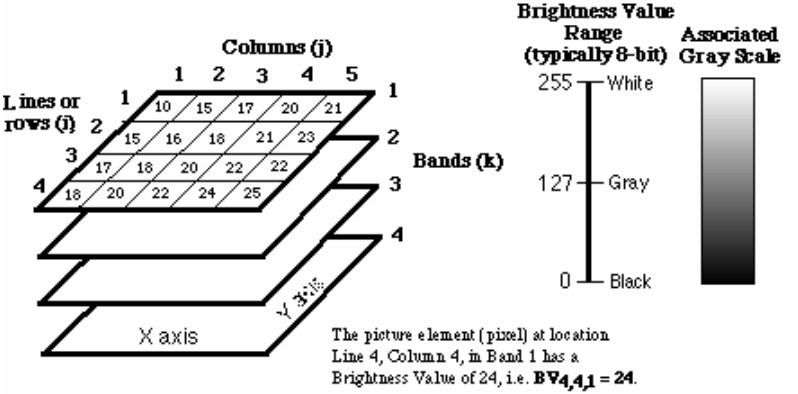 Columns (j)
1 2 3 4 5
Lines or
rows (i)
1 10 15 17 20 21 1
2 15 16 18 21 23 2
3 17 18 20 22 22 3
4 18 20 22 24 25 4
Bands (k)
X axis
Y axis
Brightness Value
Range
(typically 8-bit)
255 White
127 Gray
0 Black
Associated
Gray Scale
The picture element (pixel) at location
Line 4, Column 4, in Band 1 has a
Brightness Value of 24, i.e. BV4,4,1 = 24.